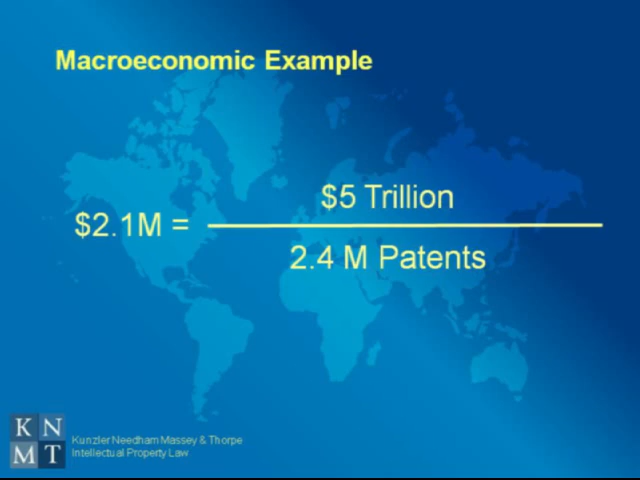 Macroeconomic Example
$5 Trillion
$2.1M =
2.4 M Patents
K N
M T
Kunzler Needham Massey & Thorpe
Intellectual Property Law